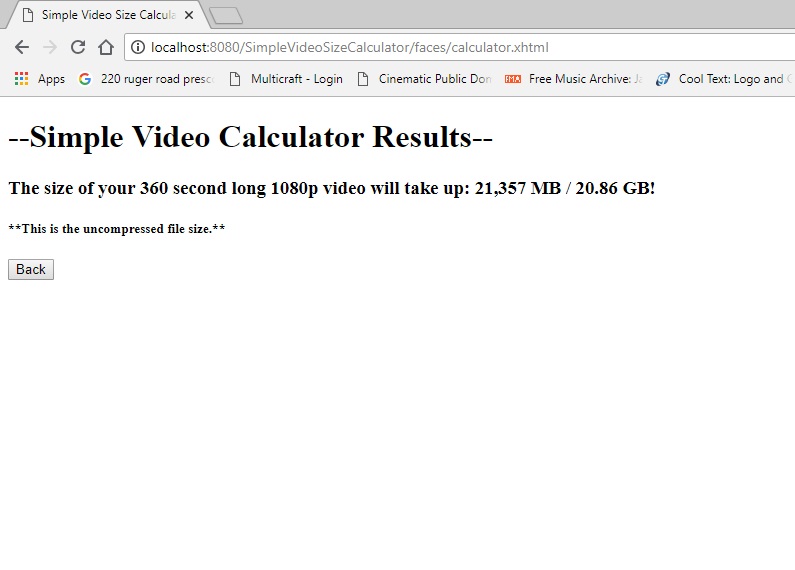 Simple Video Size Calcula
localhost:8080/SimpleVideoSizeCalculator/faces/calculator.xhtml
Apps 220 ruger road presc Multicraft - Login Cinematic Public Don Free Music Archive: Ja Cool Text: Logo and G
--Simple Video Calculator Results--
The size of your 360 second long 1080p video will take up: 21,357 MB / 20.86 GB!
**This is the uncompressed file size.**
Back